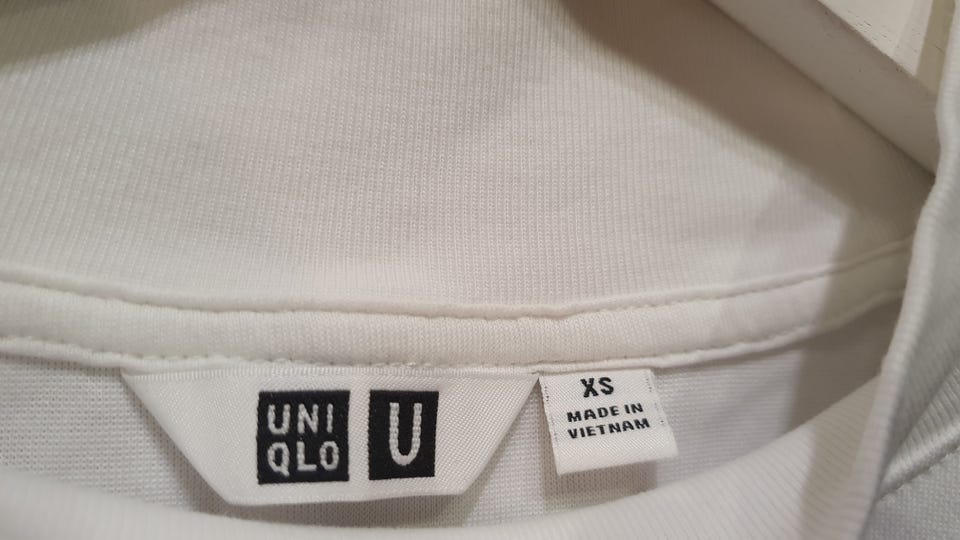 UNI
QLO
U
XS
MADE IN
VIETNAM